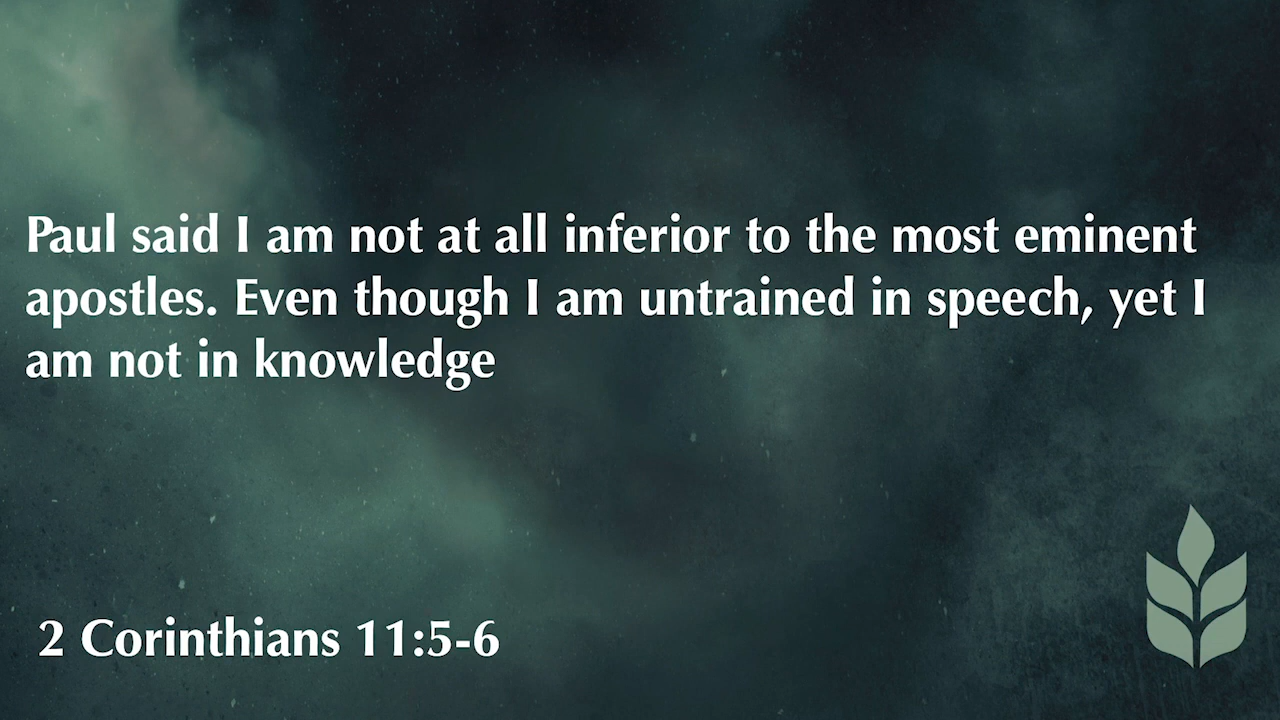 Paul said I am not at all inferior to the most eminent
apostles. Even though I am untrained in speech, yet I
am not in knowledge
2 Corinthians 11:5-6